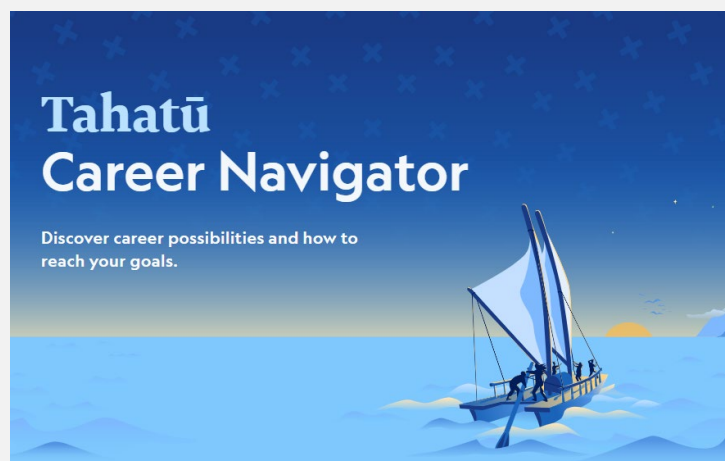 Tahatū
Career Navigator
Discover career possibilities and how to
reach your goals.